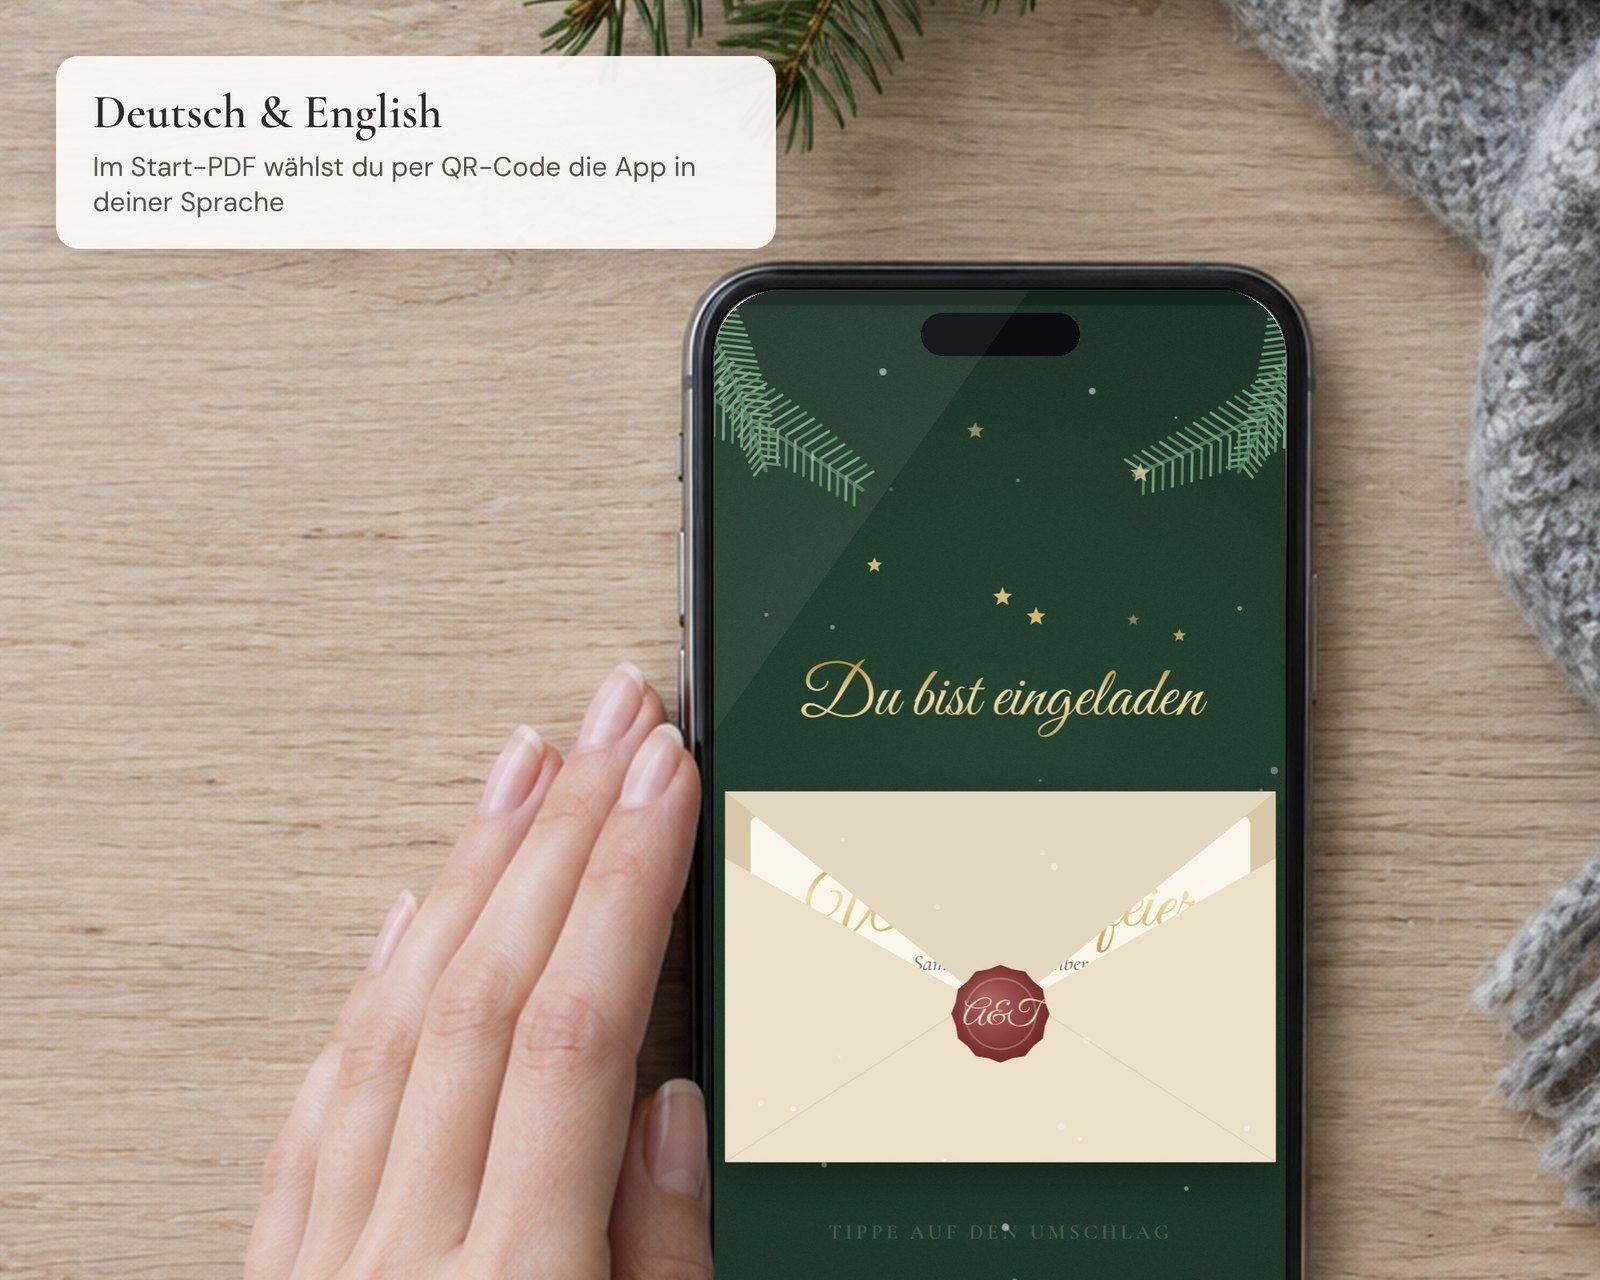 Deutsch & English
Im Start-PDF wählst du per QR-Code die App in
deiner Sprache
Du bist eingeladen
A&T
TIPPE AUF DEN UMSCHLAG